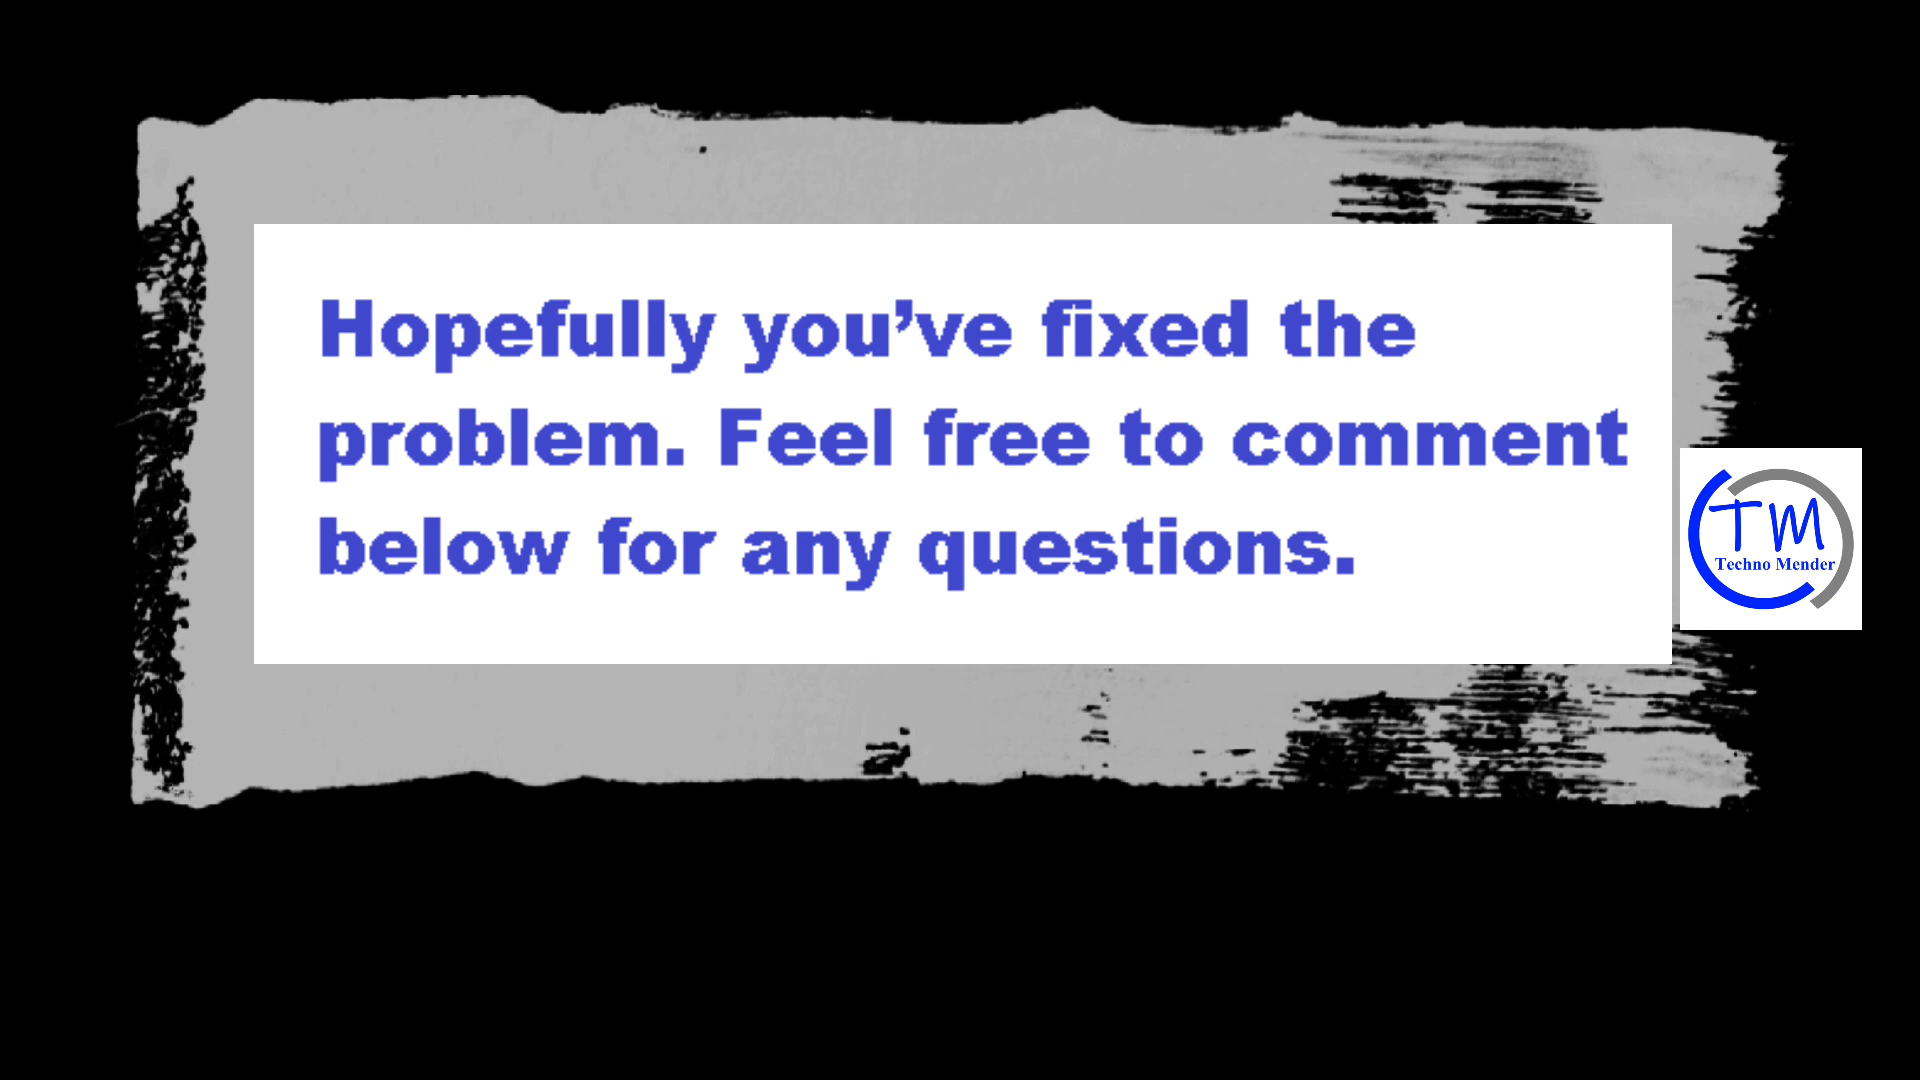 Hopefully you’ve fixed the
problem. Feel free to comment
below for any questions.
TM
Techno Mender